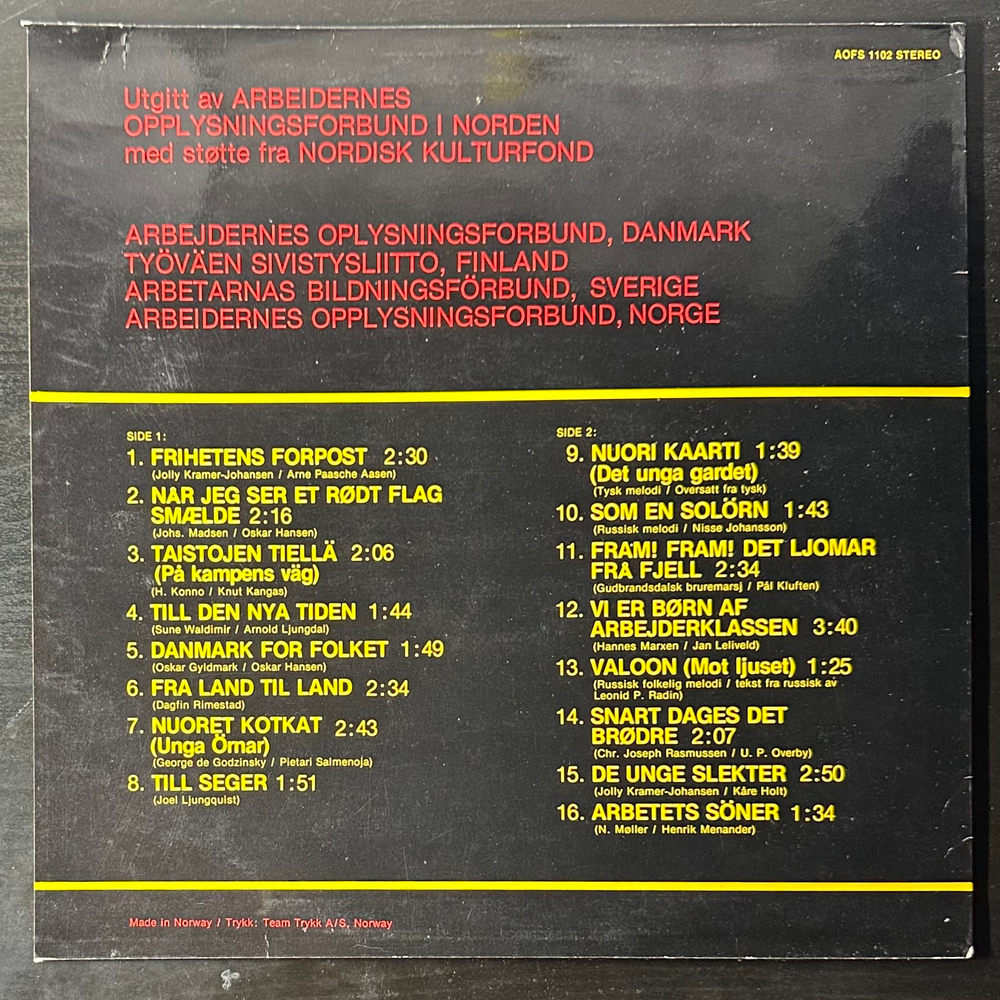 AOFS 1102 STEREO
Utgitt av ARBEIDERNES
OPPLYSNINGSFORBUND I NORDEN
med støtte fra NORDISK KULTURFOND
ARBEJDERNES OPLYSNINGSFORBUND, DANMARK
TYÖVÄEN SIVISTYSLIITTO, FINLAND
ARBETARNAS BILDNINGSFÖRBUND, SVERIGE
ARBEIDERNES OPPLYSNINGSFORBUND, NORGE
SIDE 1:
1. FRIHETENS FORPOST 2:30
(Jolly Kramer-Johansen / Arne Paasche Aasen)
2. NAR JEG SER ET RØDT FLAG
SMÆLDE 2:16
(Johs. Madsen / Oskar Hansen)
3. TAISTOJEN TIELLÄ 2:06
(På kampens väg)
(H. Konno / Knut Kangas)
4. TILL DEN NYA TIDEN 1:44
(Sune Waldimir / Arnold Ljungdal)
5. DANMARK FOR FOLKET 1:49
(Oskar Gyldmark / Oskar Hansen)
6. FRA LAND TIL LAND 2:34
(Dagfin Rimestad)
7. NUORET KOTKAT 2:43
(Unga Örnar)
(George de Godzinsky / Pietari Salmenoja)
8. TILL SEGER 1:51
(Joel Ljungquist)
SIDE 2:
9. NUORI KAARTI 1:39
(Det unga gardet)
(Tysk melodi / Oversatt fra tysk)
10. SOM EN SOLÖRN 1:43
(Russisk melodi / Nisse Johansson)
11. FRAM! FRAM! DET LJOMAR
FRA FJELL 2:34
(Gudbrandsdalsk bruremarsj / Pål Kluften)
12. VI ER BØRN AF
ARBEJDERKLASSEN 3:40
(Hannes Marxen / Jan Leliveld)
13. VALOON (Mot ljuset) 1:25
(Russisk folkelig melodi / tekst fra russisk av
Leonid P. Radin)
14. SNART DAGES DET
BRØDRE 2:07
(Chr. Joseph Rasmussen / U. P. Overby)
15. DE UNGE SLEKTER 2:50
(Jolly Kramer-Johansen / Kåre Holt)
16. ARBETETS SÖNER 1:34
(N. Møller / Henrik Menander)
Made in Norway / Trykk: Team Trykk A/S, Norway